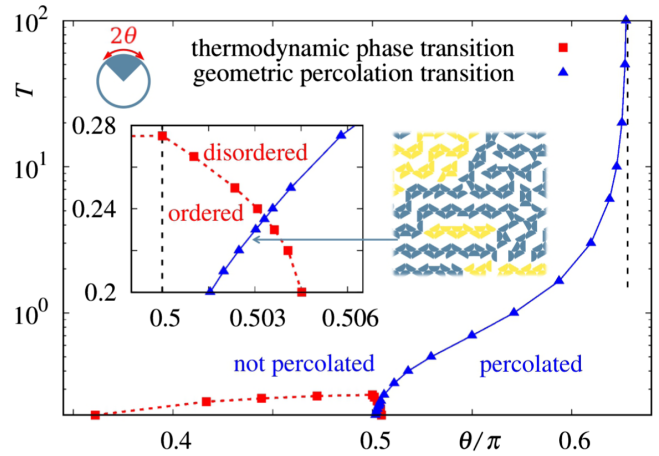 10²
2θ
thermodynamic phase transition
geometric percolation transition
T
0.28
disordered
10¹
0.24
ordered
0.2
0.5
0.503
0.506
10⁰
not percolated
percolated
0.4
0.5
θ/π
0.6